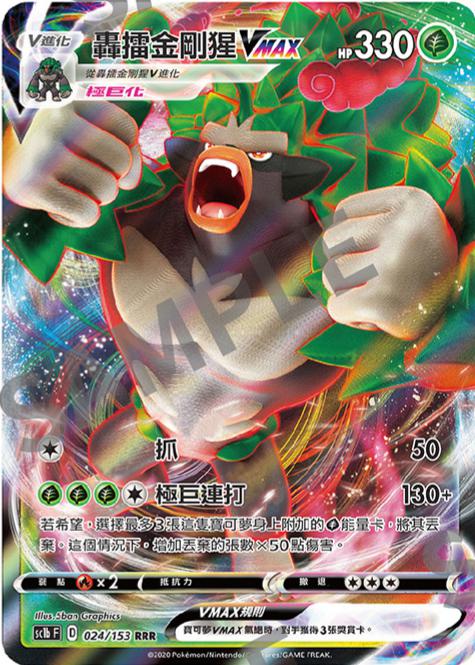 V進化
轟擂金剛猩VMAX HP330
從轟擂金剛猩V進化
極巨化
SAMPLE
抓 50
極巨連打 130+
若希望,選擇最多3張這隻寶可夢身上附加的能量卡,將其丟
棄。這個情況下,增加丟棄的張數×50點傷害。
弱點 ×2 抵抗力 撤退
Illus. 5ban Graphics
VMAX規則
sc1b F D 024/153 RRR
寶可夢VMAX氣絕時,對手獲得3張獎賞卡。
©2020 Pokémon/Nintendo/Creatures/GAME FREAK.